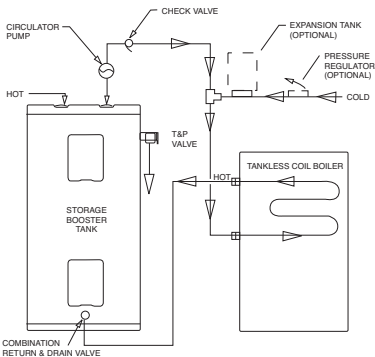 CHECK VALVE
CIRCULATOR
PUMP
EXPANSION TANK
(OPTIONAL)
PRESSURE
REGULATOR
(OPTIONAL)
HOT
COLD
T&P
VALVE
TANKLESS COIL BOILER
HOT
STORAGE
BOOSTER
TANK
COMBINATION
RETURN & DRAIN VALVE